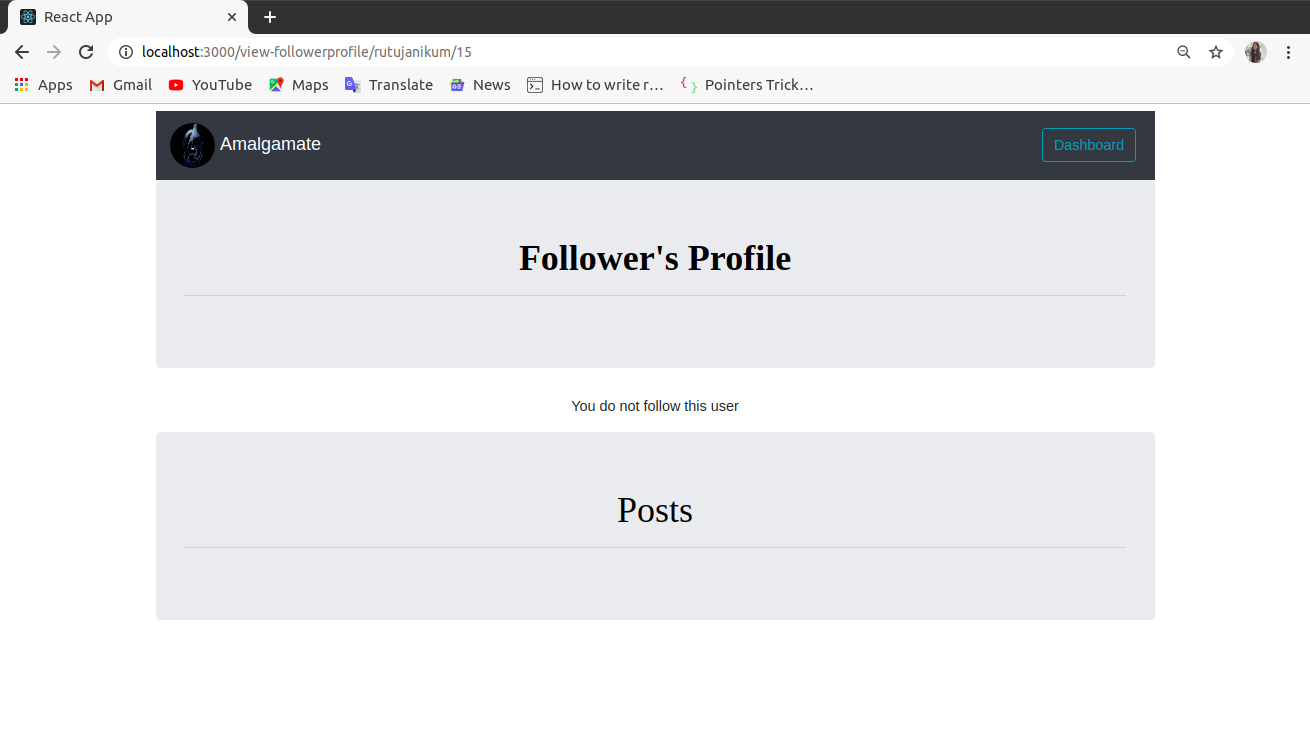 React App
localhost:3000/view-followerprofile/rutujanikum/15
Apps Gmail YouTube Maps Translate News How to write r… Pointers Trick…
Amalgamate Dashboard
Follower's Profile
You do not follow this user
Posts